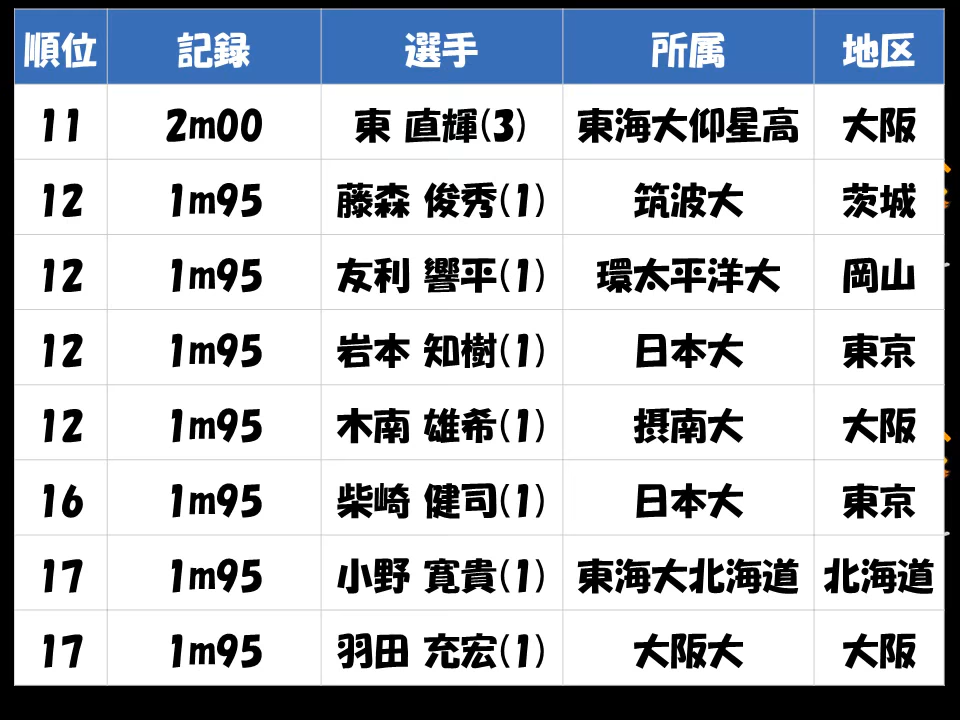 順位 記録 選手 所属 地区
11 2m00 東 直輝(3) 東海大仰星高 大阪
12 1m95 藤森 俊秀(1) 筑波大 茨城
12 1m95 友利 響平(1) 環太平洋大 岡山
12 1m95 岩本 知樹(1) 日本大 東京
12 1m95 木南 雄希(1) 摂南大 大阪
16 1m95 柴崎 健司(1) 日本大 東京
17 1m95 小野 寛貴(1) 東海大北海道 北海道
17 1m95 羽田 充宏(1) 大阪大 大阪